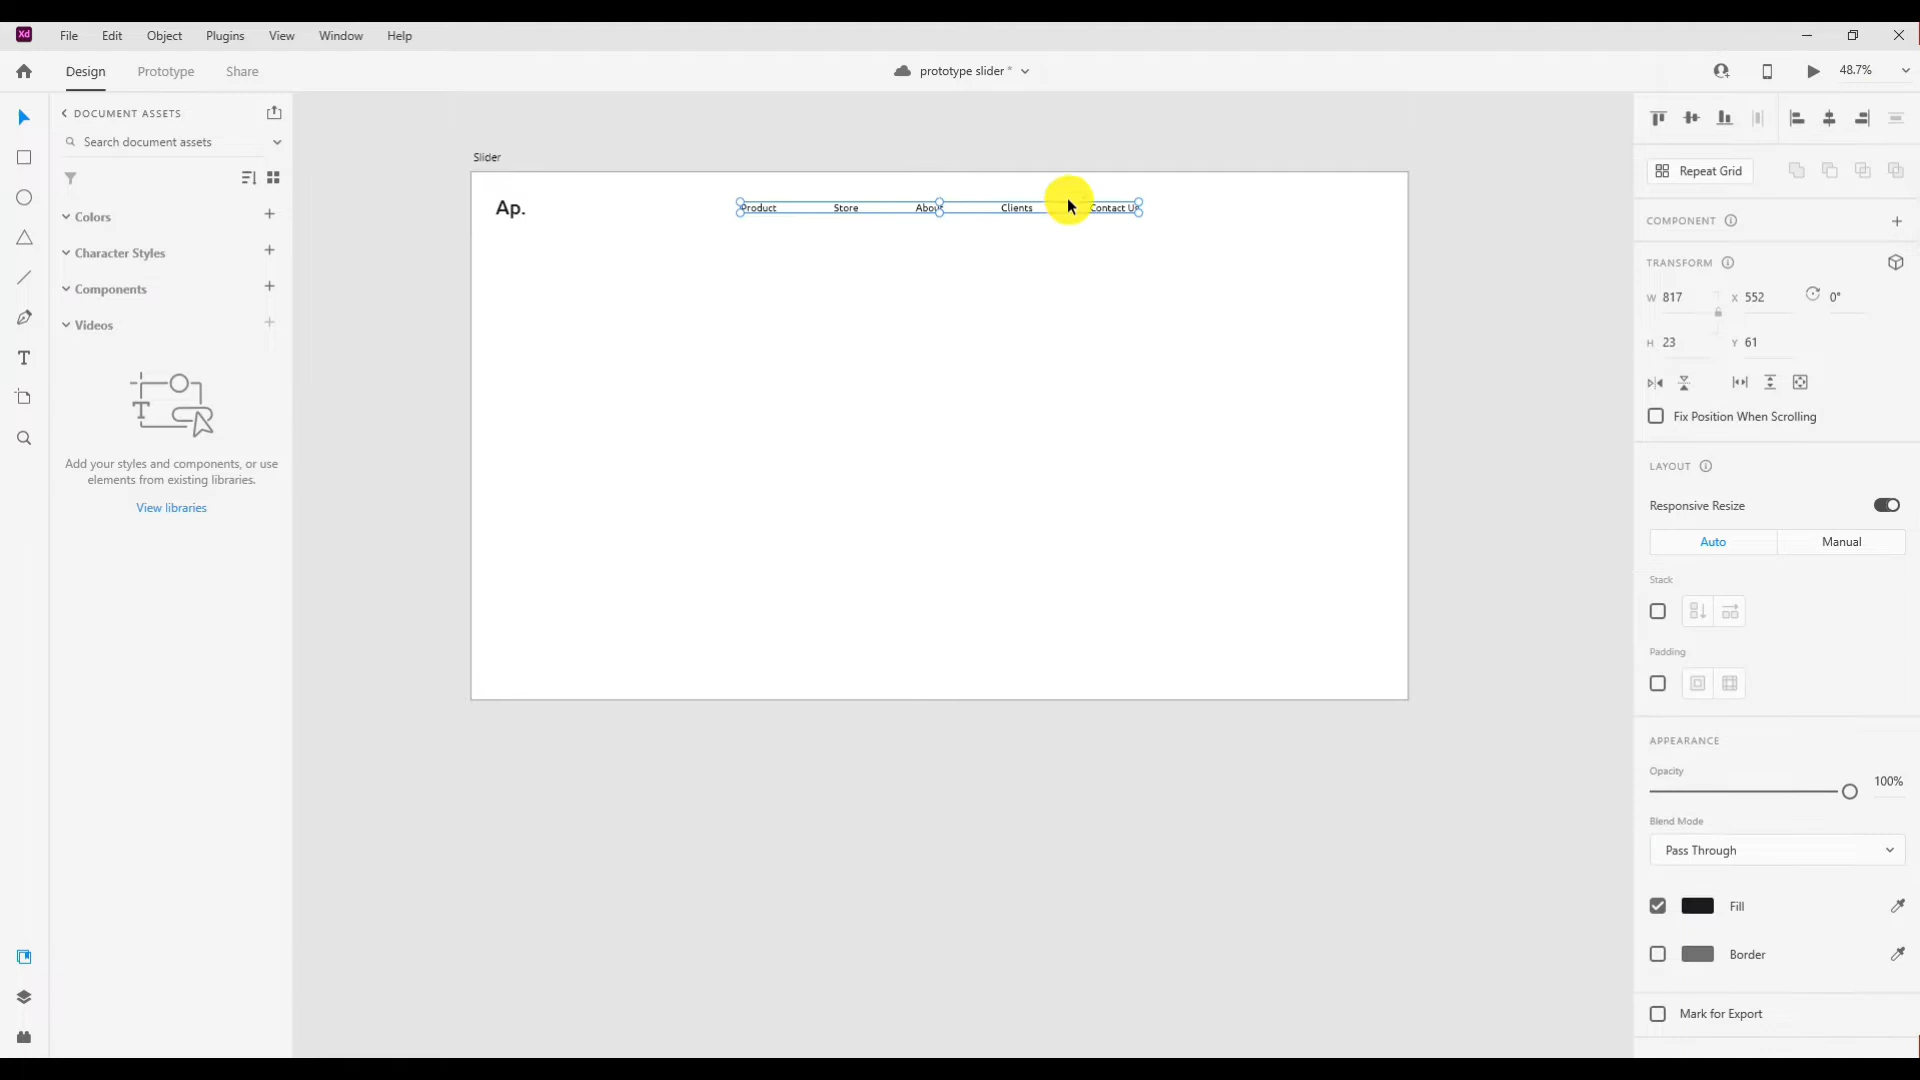 Xd File Edit Object Plugins View Window Help
Design Prototype Share prototype slider * 48.7%
DOCUMENT ASSETS
Search document assets
Colors
Character Styles
Components
Videos
Add your styles and components, or use
elements from existing libraries.
View libraries
Slider
Ap. Product Store About Clients Contact Us
Repeat Grid
COMPONENT
TRANSFORM
W 817 X 552 0°
H 23 Y 61
Fix Position When Scrolling
LAYOUT
Responsive Resize
Auto Manual
Stack
Padding
APPEARANCE
Opacity
100%
Blend Mode
Pass Through
Fill
Border
Mark for Export